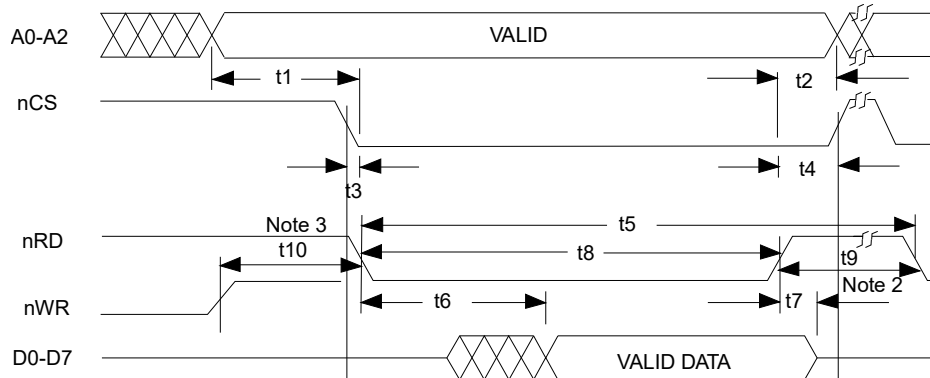 A0-A2
VALID
t1
t2
nCS
t3
t4
Note 3
t5
nRD
t10
t8
t9
Note 2
nWR
t6
t7
D0-D7
VALID DATA